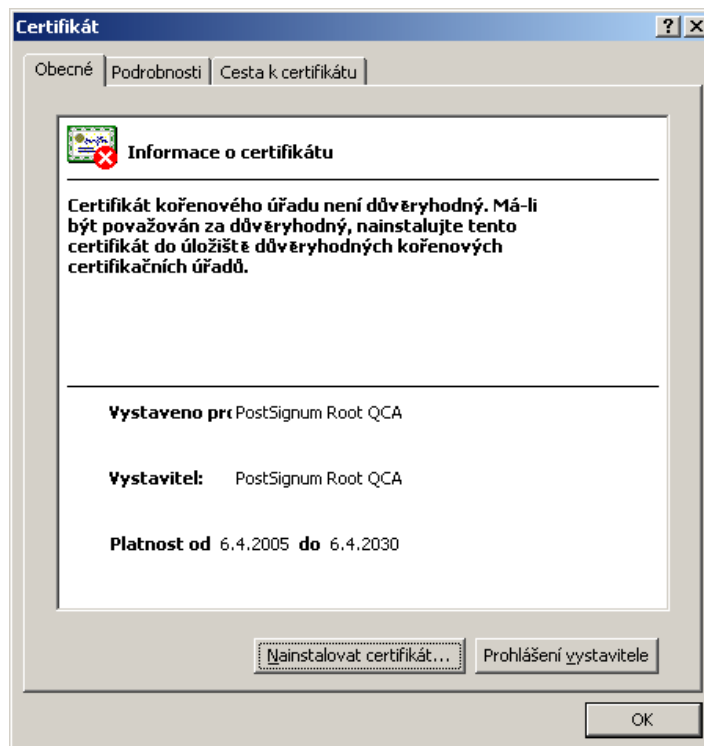 Certifikát
Obecné Podrobnosti Cesta k certifikátu
Informace o certifikátu
Certifikát kořenového úřadu není důvěryhodný. Má-li
být považován za důvěryhodný, nainstalujte tento
certifikát do úložiště důvěryhodných kořenových
certifikačních úřadů.
Vystaveno pro PostSignum Root QCA
Vystavitel: PostSignum Root QCA
Platnost od 6.4.2005 do 6.4.2030
Nainstalovat certifikát... Prohlášení vystavitele
OK